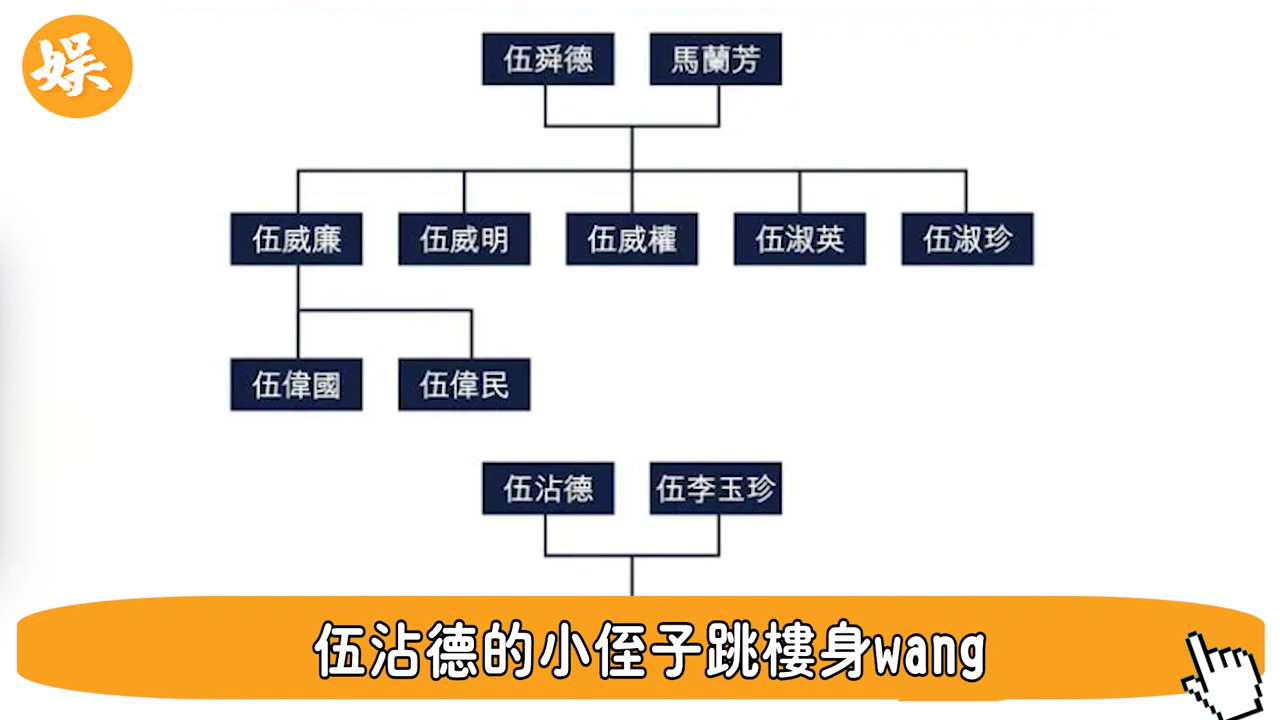 娱
伍舜德 馬蘭芳
伍威廉 伍威明 伍威權 伍淑英 伍淑珍
伍偉國 伍偉民
伍沾德 伍李玉珍
伍沾德的小侄子跳樓身wang